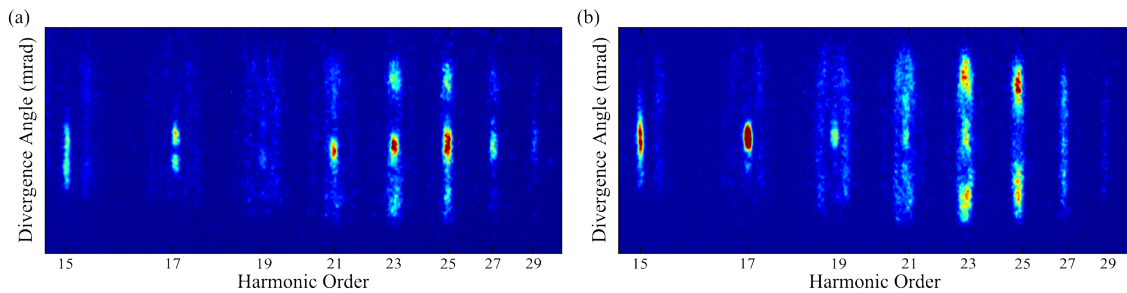 (a)
Divergence Angle (mrad)
15 17 19 21 23 25 27 29
Harmonic Order
(b)
Divergence Angle (mrad)
15 17 19 21 23 25 27 29
Harmonic Order